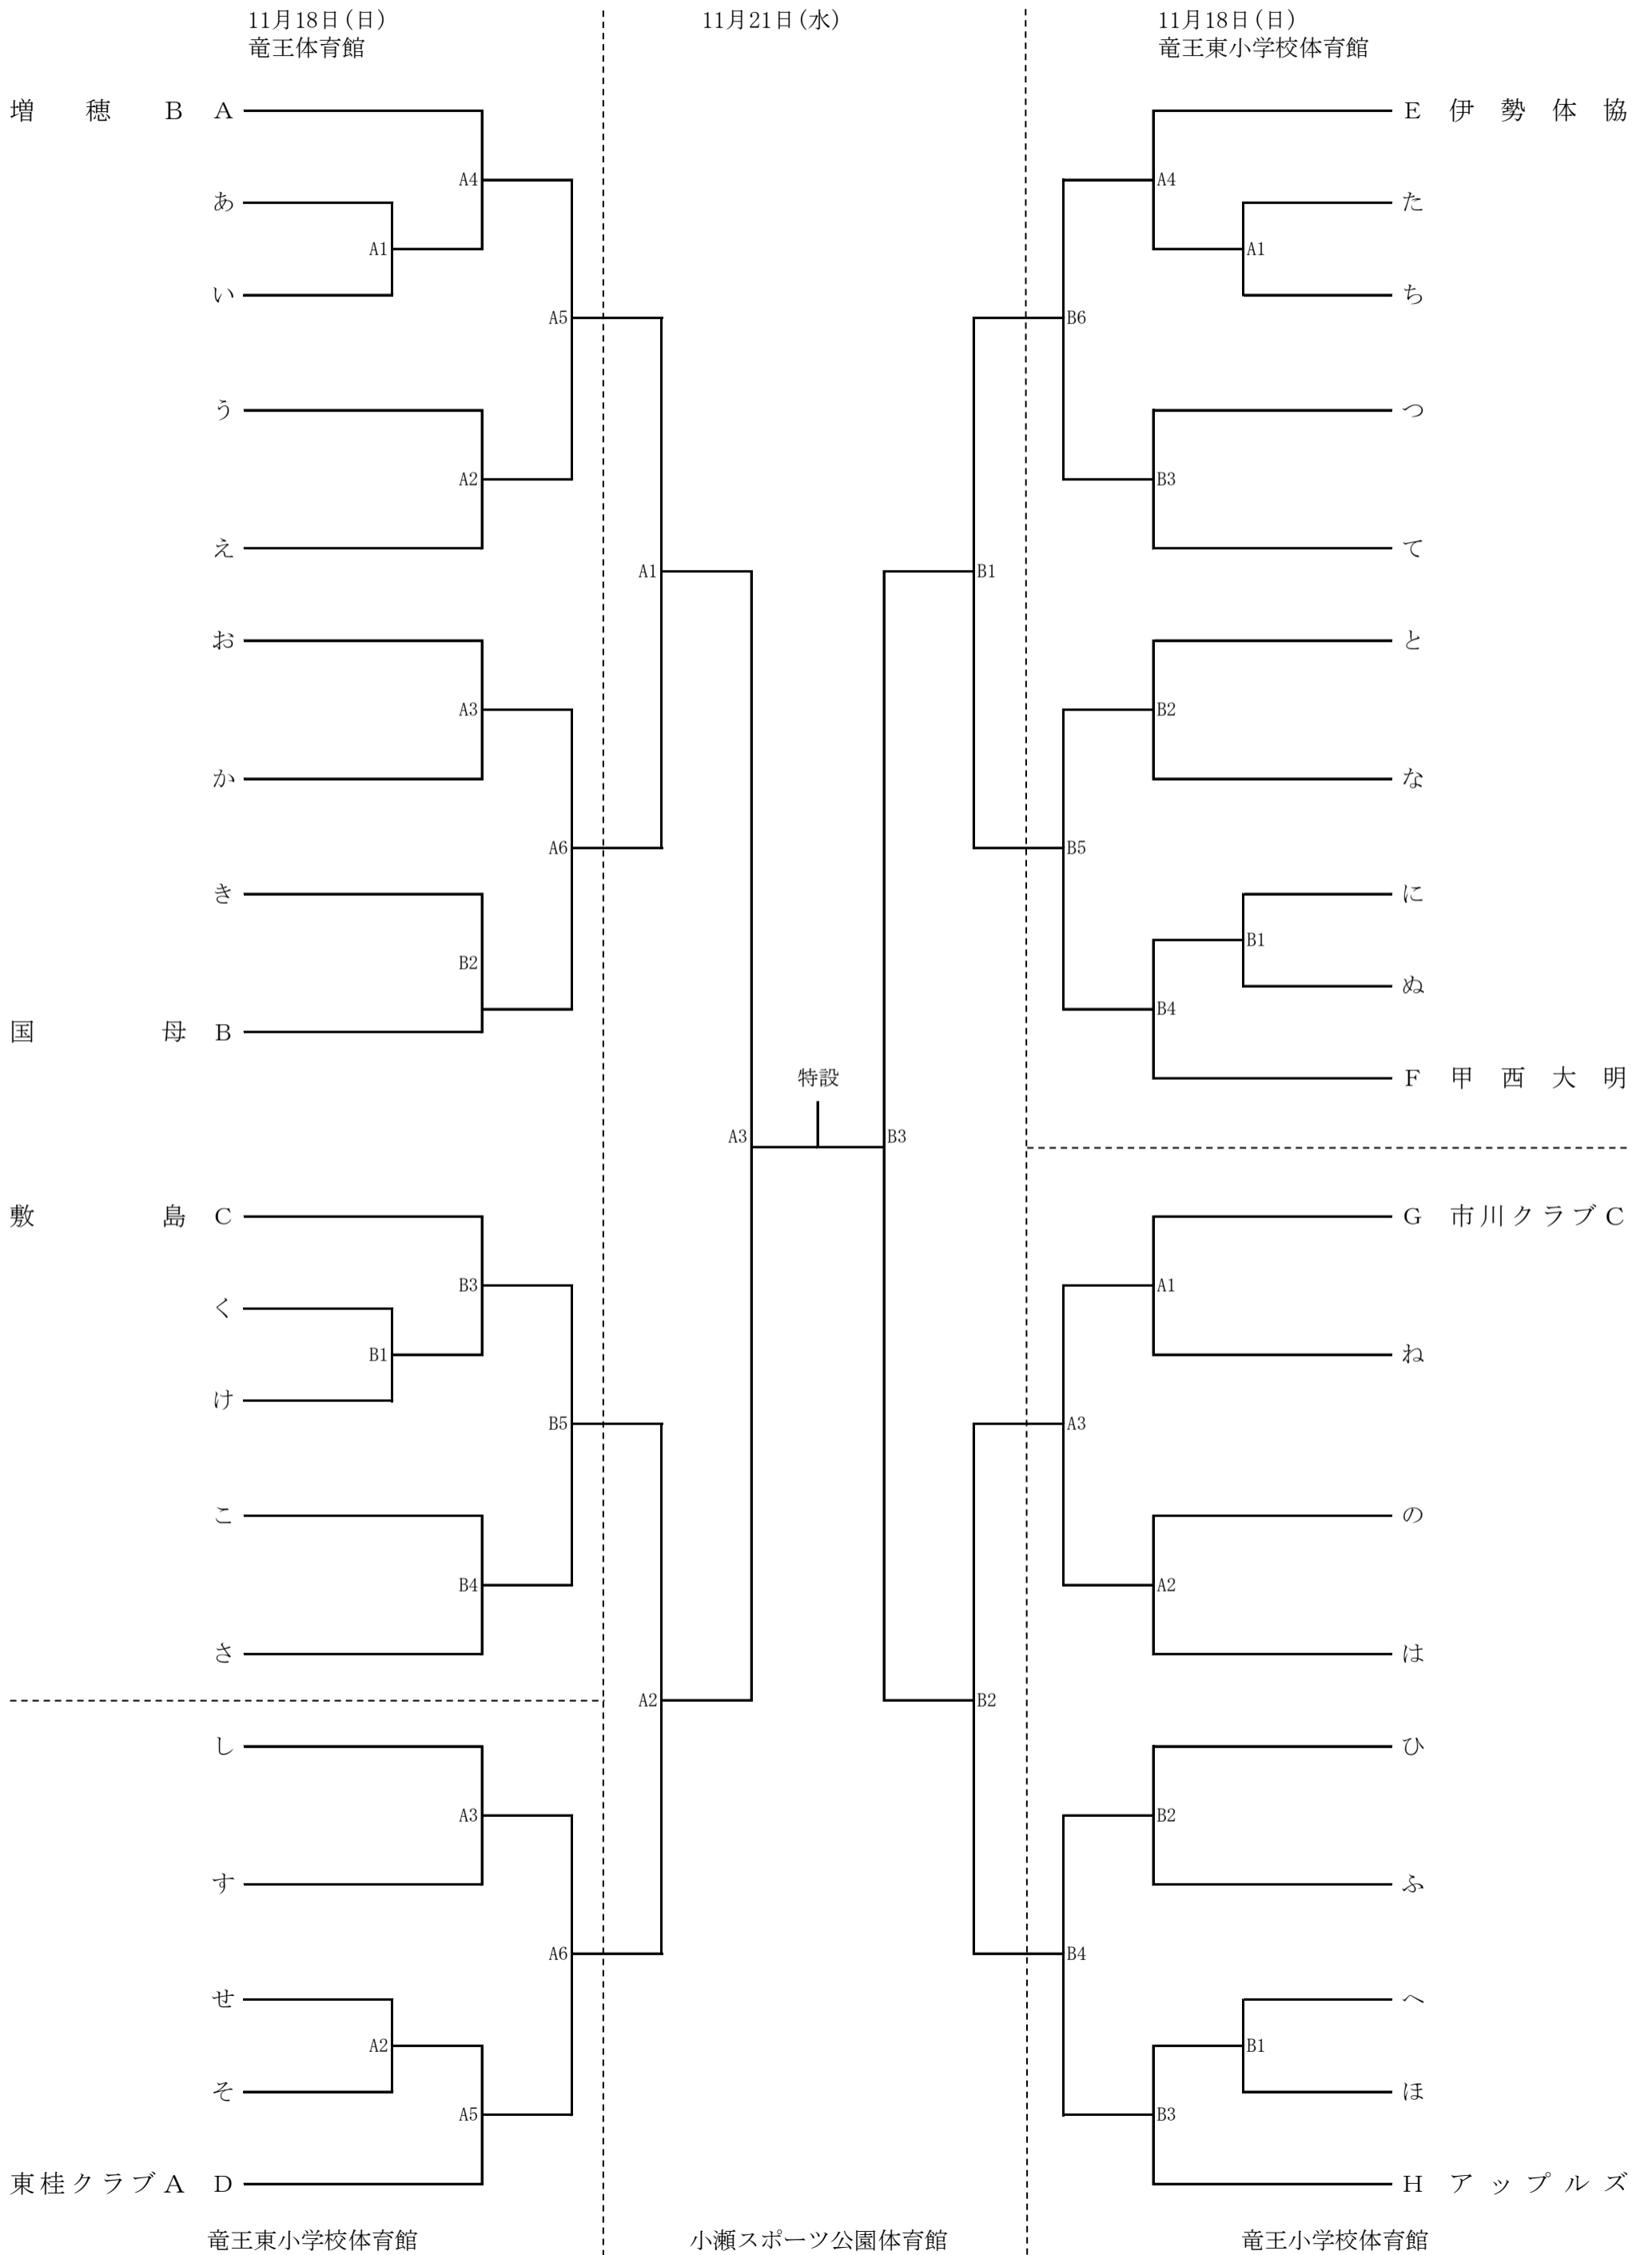 11月18日(日) 11月21日(水) 11月18日(日)
竜王体育館 竜王東小学校体育館
増穂B A E 伊勢体協
A4 A4
あ た
A1 A1
い ち
A5 B6
う つ
A2 B3
え て
A1 B1
お と
A3 B2
か な
A6 B5
き に
B1
B2
ぬ
B4
国母 B
特設 F 甲西大明
A3 B3
敷島 C G 市川クラブC
B3 A1
く
B1 ね
け
B5 A3
こ の
B4 A2
さ は
A2 B2
し ひ
A3 B2
す ふ
A6 B4
せ へ
A2 B1
そ ほ
A5 B3
東桂クラブA D H アップルズ
竜王東小学校体育館 小瀬スポーツ公園体育館 竜王小学校体育館